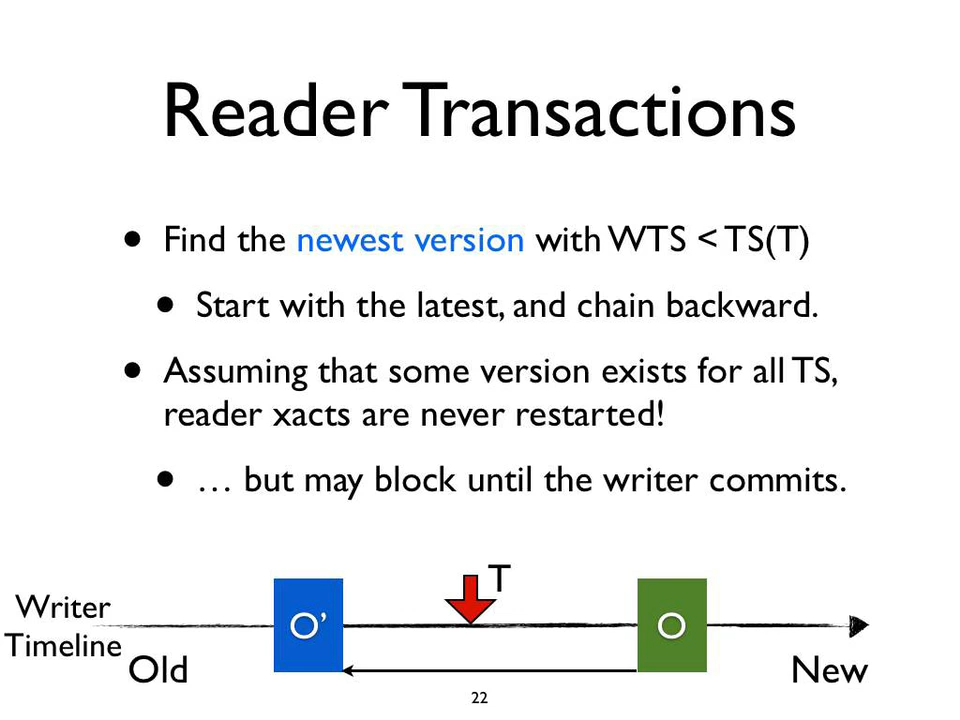 Reader Transactions
• Find the newest version with WTS < TS(T)
• Start with the latest, and chain backward.
• Assuming that some version exists for all TS,
reader xacts are never restarted!
• … but may block until the writer commits.
T
Writer
Timeline
O’
O
Old
New
22